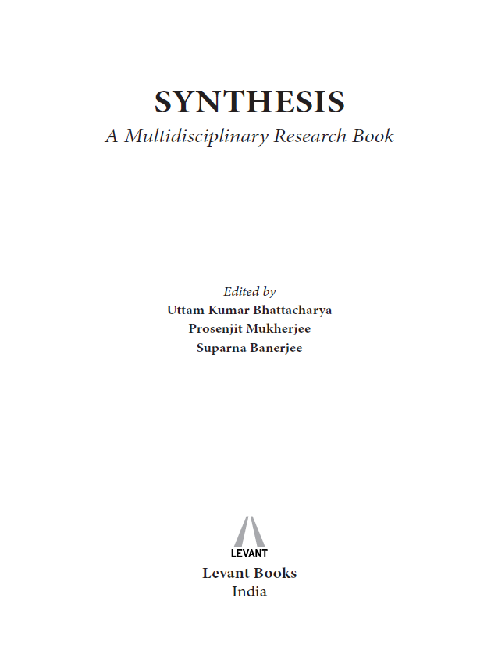 SYNTHESIS
A Multidisciplinary Research Book
Edited by
Uttam Kumar Bhattacharya
Prosenjit Mukherjee
Suparna Banerjee
LEVANT
Levant Books
India